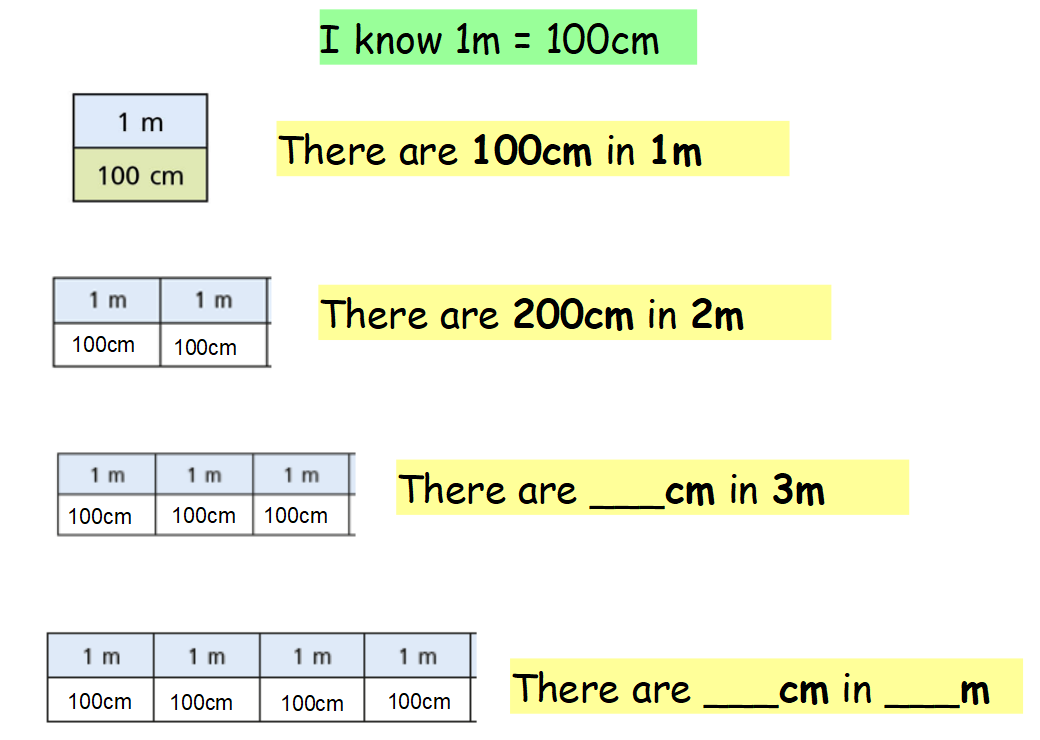 I know 1m = 100cm
1 m
100 cm
There are 100cm in 1m
1 m 1 m
100cm 100cm
There are 200cm in 2m
1 m 1 m 1 m
100cm 100cm 100cm
There are ___cm in 3m
1 m 1 m 1 m 1 m
100cm 100cm 100cm 100cm
There are ___cm in ___m